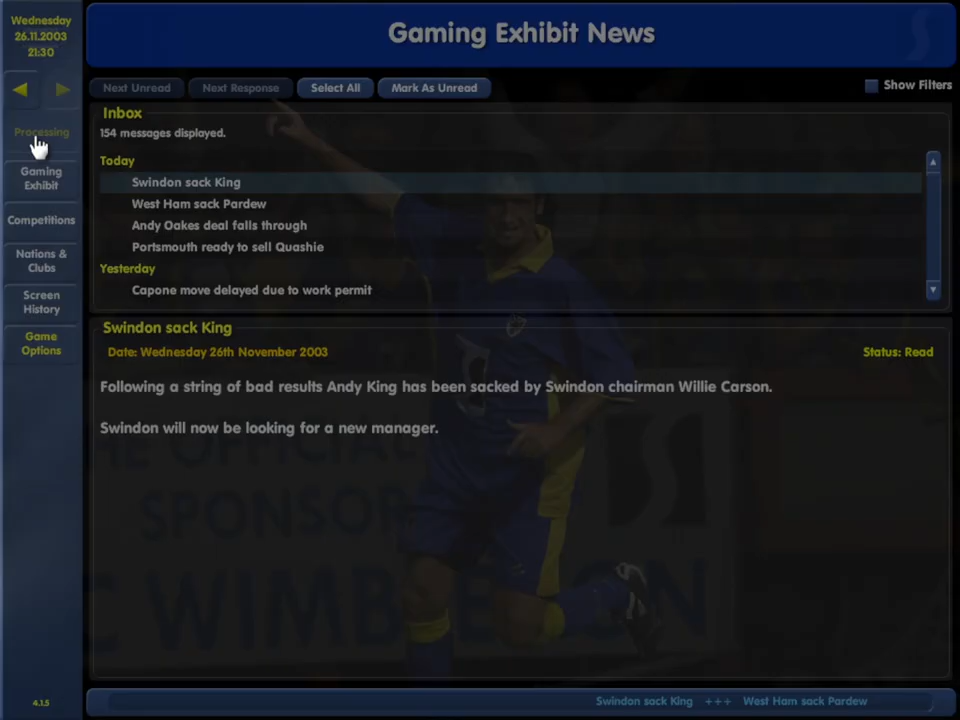 Wednesday
26.11.2003
21:30
Gaming Exhibit News
Next Unread
Next Response
Select All
Mark As Unread
Show Filters
Processing
Gaming
Exhibit
Competitions
Nations &
Clubs
Screen
History
Game
Options
Inbox
154 messages displayed.
Today
Swindon sack King
West Ham sack Pardew
Andy Oakes deal falls through
Portsmouth ready to sell Quashie
Yesterday
Capone move delayed due to work permit
Swindon sack King
Date: Wednesday 26th November 2003
Status: Read
Following a string of bad results Andy King has been sacked by Swindon chairman Willie Carson.
Swindon will now be looking for a new manager.
HE OFFICIAL
SPONSOR
C WIMB
ON
4.1.5
Swindon sack King +++ West Ham sack Pardew